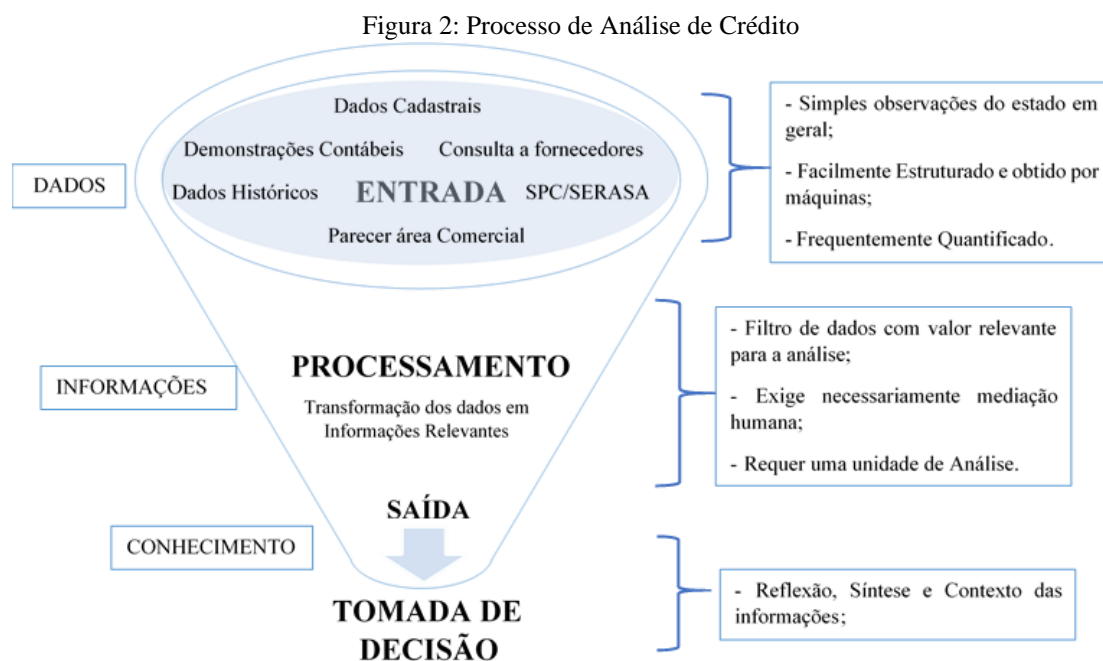 Figura 2: Processo de Análise de Crédito
DADOS
Dados Cadastrais
Demonstrações Contábeis Consulta a fornecedores
Dados Históricos ENTRADA SPC/SERASA
Parecer área Comercial
- Simples observações do estado em
geral;
- Facilmente Estruturado e obtido por
máquinas;
- Frequentemente Quantificado.
INFORMAÇÕES
PROCESSAMENTO
Transformação dos dados em
Informações Relevantes
- Filtro de dados com valor relevante
para a análise;
- Exige necessariamente mediação
humana;
- Requer uma unidade de Análise.
CONHECIMENTO
SAÍDA
TOMADA DE
DECISÃO
- Reflexão, Síntese e Contexto das
informações;